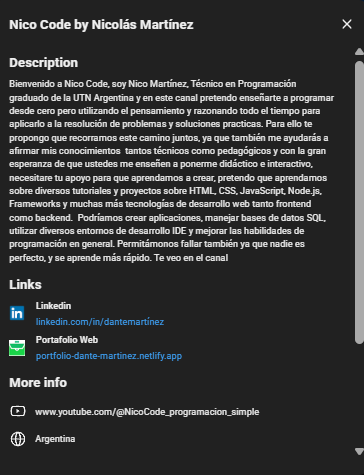 Nico Code by Nicolás Martínez
Description
Bienvenido a Nico Code, soy Nico Martínez, Técnico en Programación
graduado de la UTN Argentina y en este canal pretendo enseñarte a programar
desde cero pero utilizando el pensamiento y razonando todo el tiempo para
aplicarlo a la resolución de problemas y soluciones practicas. Para ello te
propongo que recorramos este camino juntos, ya que también me ayudarás a
afirmar mis conocimientos  tantos técnicos como pedagógicos y con la gran
esperanza de que ustedes me enseñen a ponerme didáctico e interactivo,
necesitare tu apoyo para que aprendamos a crear, pretendo que aprendamos
sobre diversos tutoriales y proyectos sobre HTML, CSS, JavaScript, Node.js,
Frameworks y muchas más tecnologías de desarrollo web tanto frontend
como backend.  Podríamos crear aplicaciones, manejar bases de datos SQL,
utilizar diversos entornos de desarrollo IDE y mejorar las habilidades de
programación en general. Permitámonos fallar también ya que nadie es
perfecto, y se aprende más rápido. Te veo en el canal
Links
Linkedin
linkedin.com/in/dantemartínez
Portafolio Web
portfolio-dante-martinez.netlify.app
More info
www.youtube.com/@NicoCode_programacion_simple
Argentina